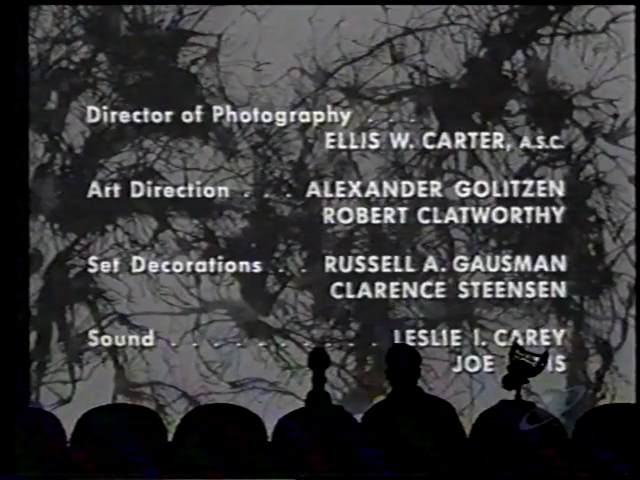 Director of Photography . . .
ELLIS W. CARTER, A.S.C.
Art Direction . . . ALEXANDER GOLITZEN
ROBERT CLATWORTHY
Set Decorations . . RUSSELL A. GAUSMAN
CLARENCE STEENSEN
Sound . . . . . . . . . . . LESLIE I. CAREY
JOE